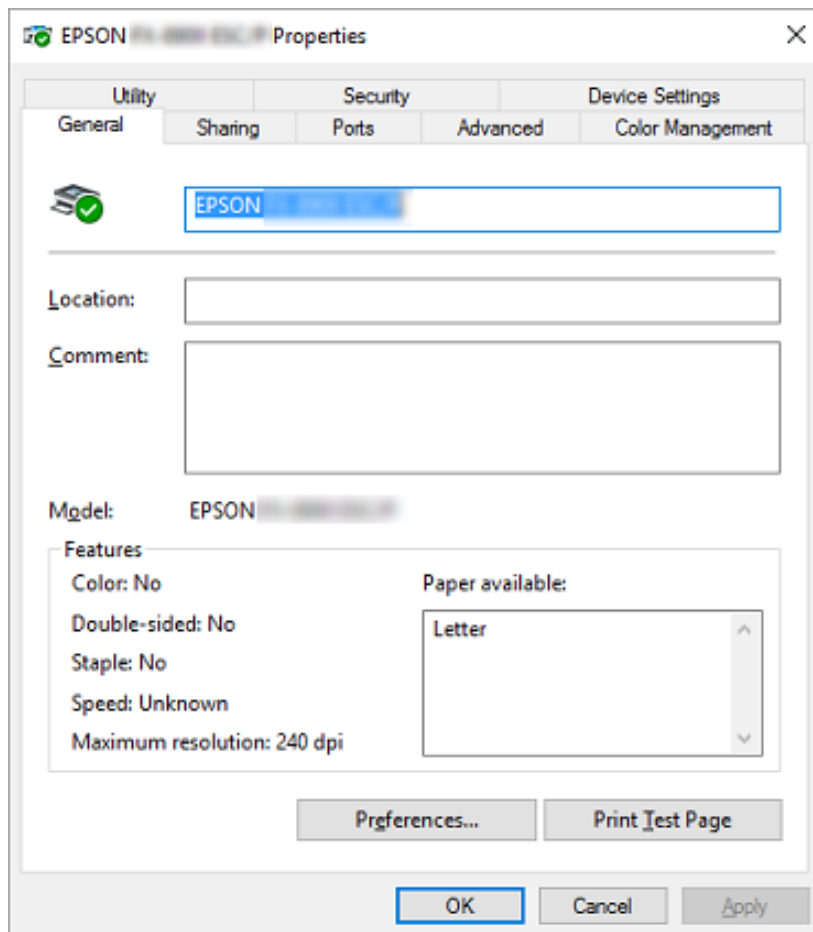 EPSON Properties
Utility Security Device Settings
General Sharing Ports Advanced Color Management
EPSON
Location:
Comment:
Model: EPSON
Features
Color: No
Double-sided: No
Staple: No
Speed: Unknown
Maximum resolution: 240 dpi
Paper available:
Letter
Preferences... Print Test Page
OK Cancel Apply